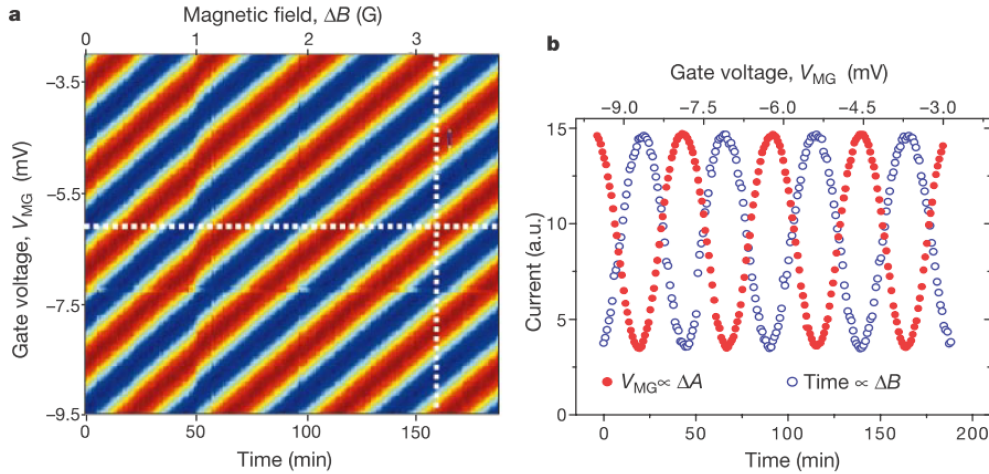 a
Magnetic field, ΔB (G)
0 1 2 3
Gate voltage, V_MG (mV)
−3.5
−5.5
−7.5
−9.5
0 50 100 150
Time (min)
b
Gate voltage, V_MG (mV)
−9.0 −7.5 −6.0 −4.5 −3.0
Current (a.u.)
15
10
5
0
V_MG ∝ ΔA Time ∝ ΔB
0 50 100 150 200
Time (min)